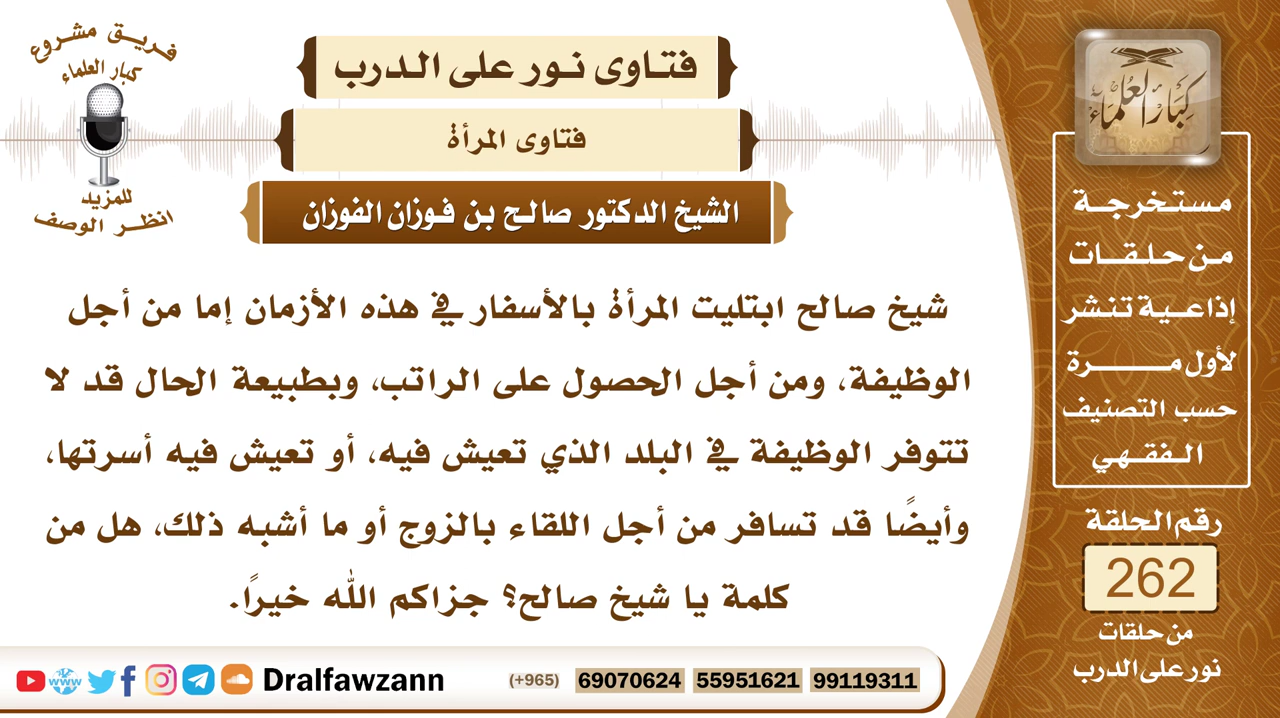 فريق مشروع
كبار العلماء
للمزيد
انظر الوصف
فتاوى نور على الدرب
فتاوى المرأة
الشيخ الدكتور صالح بن فوزان الفوزان
شيخ صالح ابتليت المرأة بالأسفار في هذه الأزمان إما من أجل
الوظيفة، ومن أجل الحصول على الراتب، وبطبيعة الحال قد لا
تتوفر الوظيفة في البلد الذي تعيش فيه، أو تعيش فيه أسرتها،
وأيضًا قد تسافر من أجل اللقاء بالزوج أو ما أشبه ذلك، هل من
كلمة يا شيخ صالح؟ جزاكم الله خيرًا.
كبار العلماء
مستخرجة
من حلقات
إذاعية تنشر
لأول مرة
حسب التصنيف
الفقهي
رقم الحلقة
262
من حلقات
نور على الدرب
www Dralfawzann (+965) 69070624 55951621 99119311